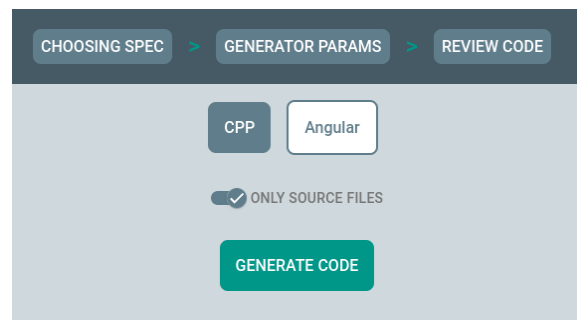 CHOOSING SPEC > GENERATOR PARAMS > REVIEW CODE
CPP Angular
ONLY SOURCE FILES
GENERATE CODE